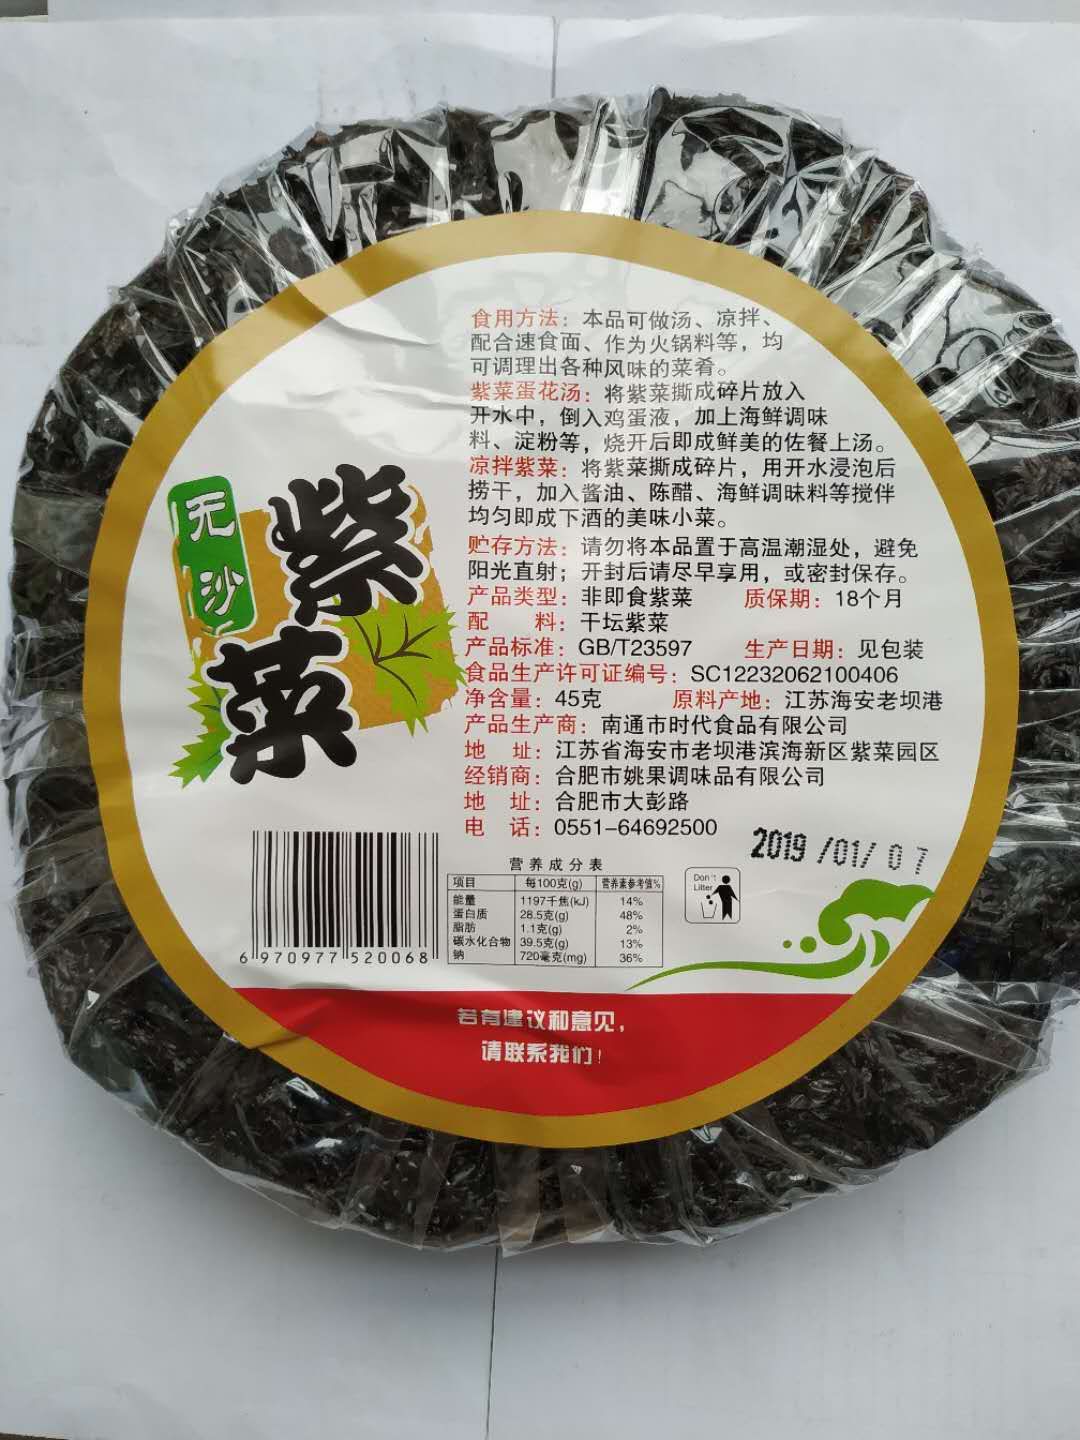 食用方法：本品可做汤、凉拌、
配合速食面、作为火锅料等，均
可调理出各种风味的菜肴。
紫菜蛋花汤：将紫菜撕成碎片放入
开水中，倒入鸡蛋液，加上海鲜调味
料、淀粉等，烧开后即成鲜美的佐餐上汤。
凉拌紫菜：将紫菜撕成碎片，用开水浸泡后
捞干，加入酱油、陈醋、海鲜调味料等搅伴
均匀即成下酒的美味小菜。
贮存方法：请勿将本品置于高温潮湿处，避免
阳光直射；开封后请尽早享用，或密封保存。
产品类型：非即食紫菜 质保期：18个月
配 料：干坛紫菜
产品标准：GB/T23597 生产日期：见包装
食品生产许可证编号：SC12232062100406
净含量：45克 原料产地：江苏海安老坝港
产品生产商：南通市时代食品有限公司
地 址：江苏省海安市老坝港滨海新区紫菜园区
经销商：合肥市姚果调味品有限公司
地 址：合肥市大彭路
电 话：0551-64692500
无沙
紫菜
2019/01/07
营养成分表
项目 每100克(g) 营养素参考值%
能量 1197千焦(kJ) 14%
蛋白质 28.5克(g) 48%
脂肪 1.1克(g) 2%
碳水化合物 39.5克(g) 13%
钠 720毫克(mg) 36%
Don't
Litter
6 970977 520068
若有建议和意见，
请联系我们！